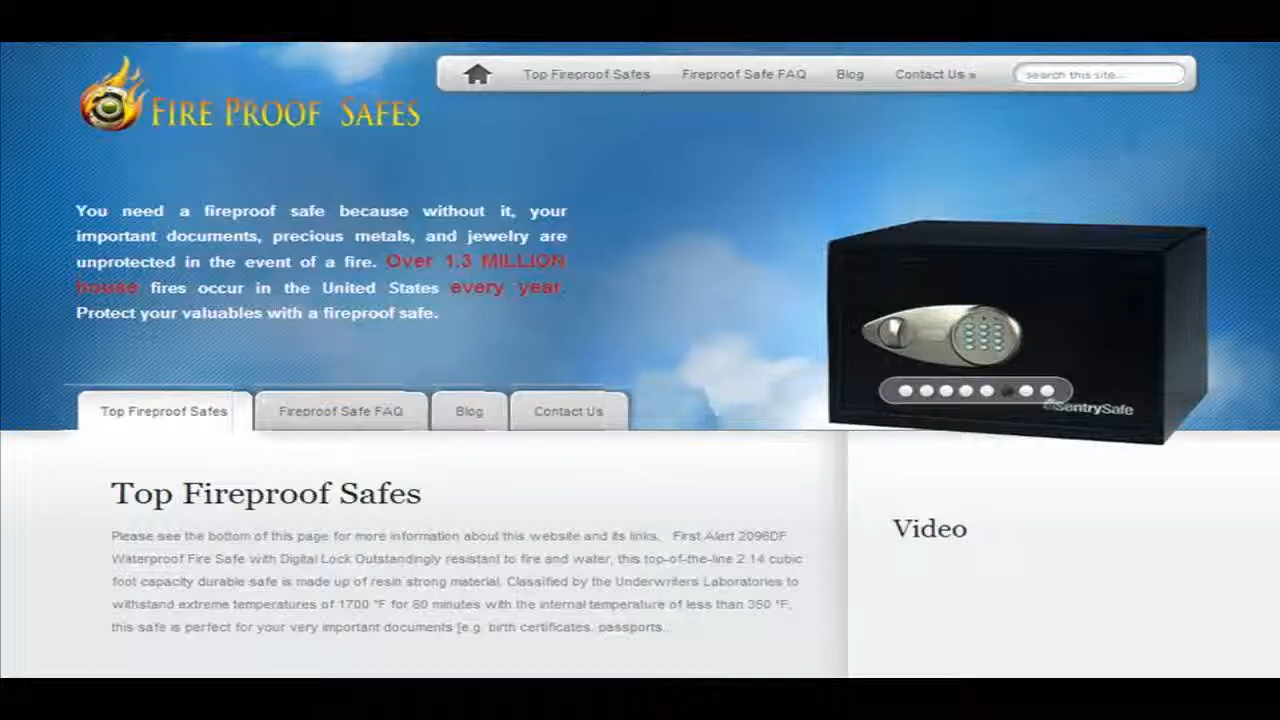 FIRE PROOF SAFES
Top Fireproof Safes
Fireproof Safe FAQ
Blog
Contact Us »
search this site...
You need a fireproof safe because without it, your
important documents, precious metals, and jewelry are
unprotected in the event of a fire. Over 1.3 MILLION
house fires occur in the United States every year.
Protect your valuables with a fireproof safe.
SentrySafe
Top Fireproof Safes
Fireproof Safe FAQ
Blog
Contact Us
Top Fireproof Safes
Please see the bottom of this page for more information about this website and its links. First Alert 2096DF
Waterproof Fire Safe with Digital Lock Outstandingly resistant to fire and water, this top-of-the-line 2.14 cubic
foot capacity durable safe is made up of resin strong material. Classified by the Underwriters Laboratories to
withstand extreme temperatures of 1700 °F for 60 minutes with the internal temperature of less than 350 °F,
this safe is perfect for your very important documents [e.g. birth certificates, passports...
Video